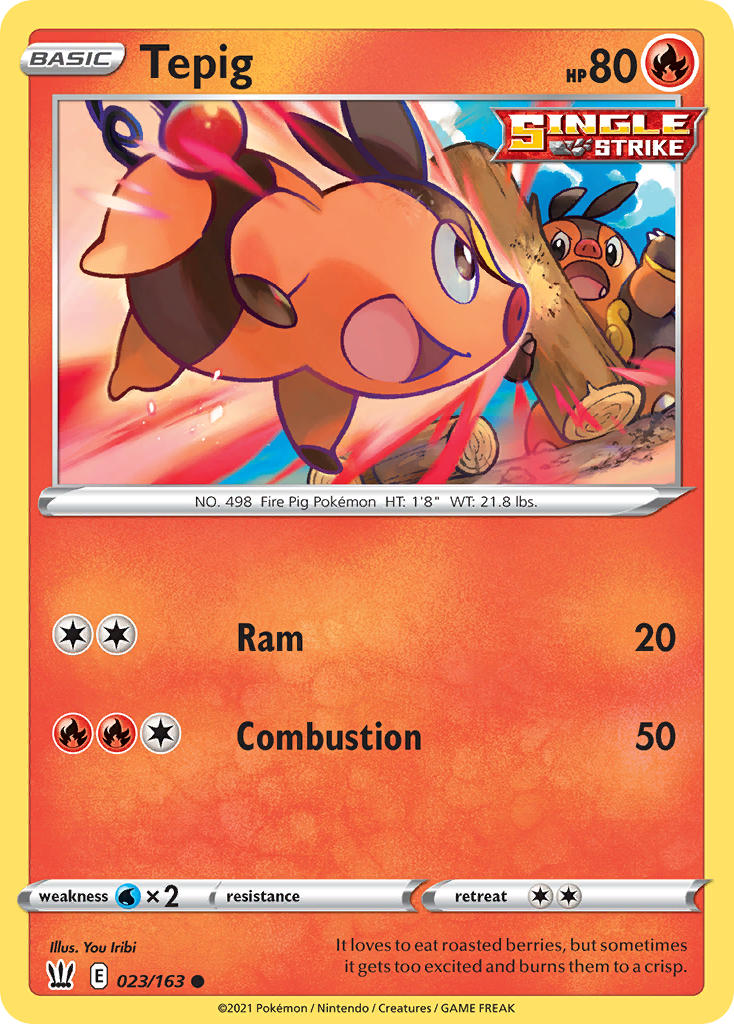 BASIC Tepig HP 80
SINGLE
STRIKE
NO. 498 Fire Pig Pokémon HT: 1'8" WT: 21.8 lbs.
Ram 20
Combustion 50
weakness ×2 resistance retreat
Illus. You Iribi
It loves to eat roasted berries, but sometimes
it gets too excited and burns them to a crisp.
E 023/163
©2021 Pokémon / Nintendo / Creatures / GAME FREAK